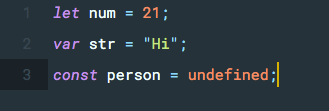 1 let num = 21;
2 var str = "Hi";
3 const person = undefined;